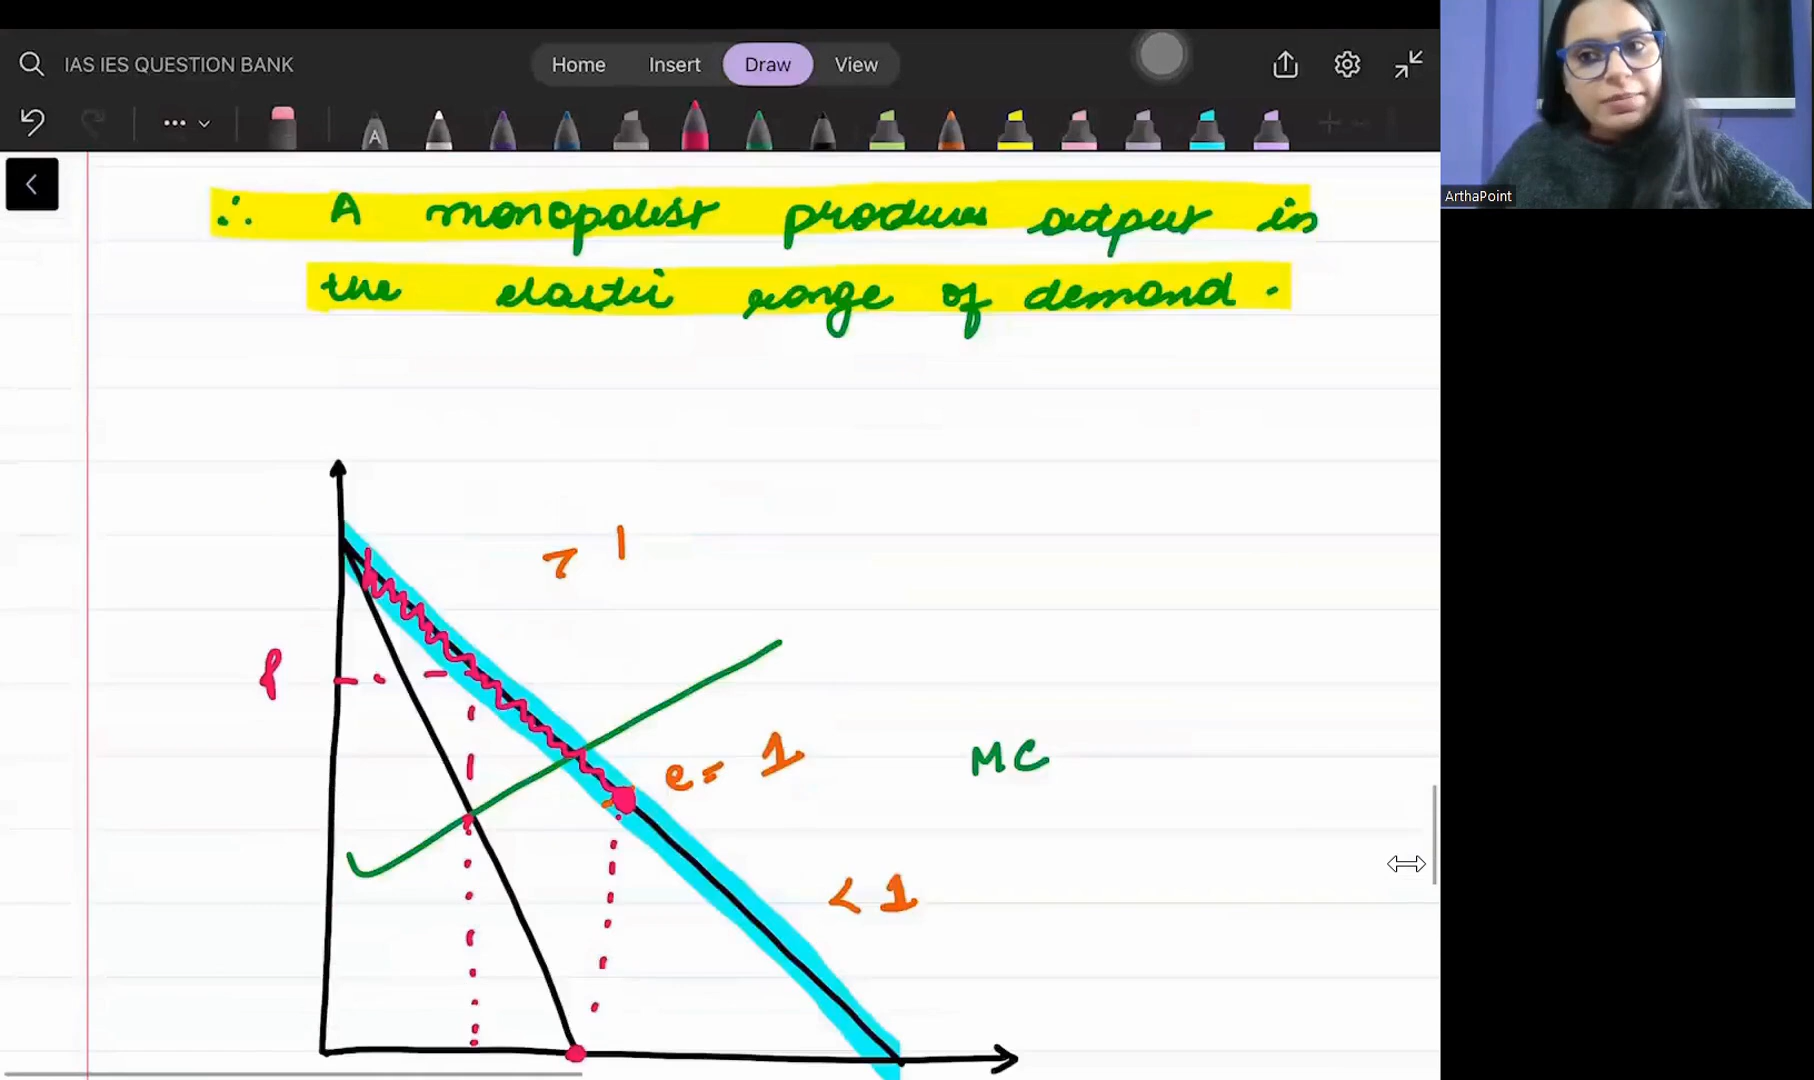 IAS IES QUESTION BANK
Home Insert Draw View
A
ArthaPoint
∴ A monopolist produces output in
the elastic range of demand.
> 1
P
e = 1
MC
< 1